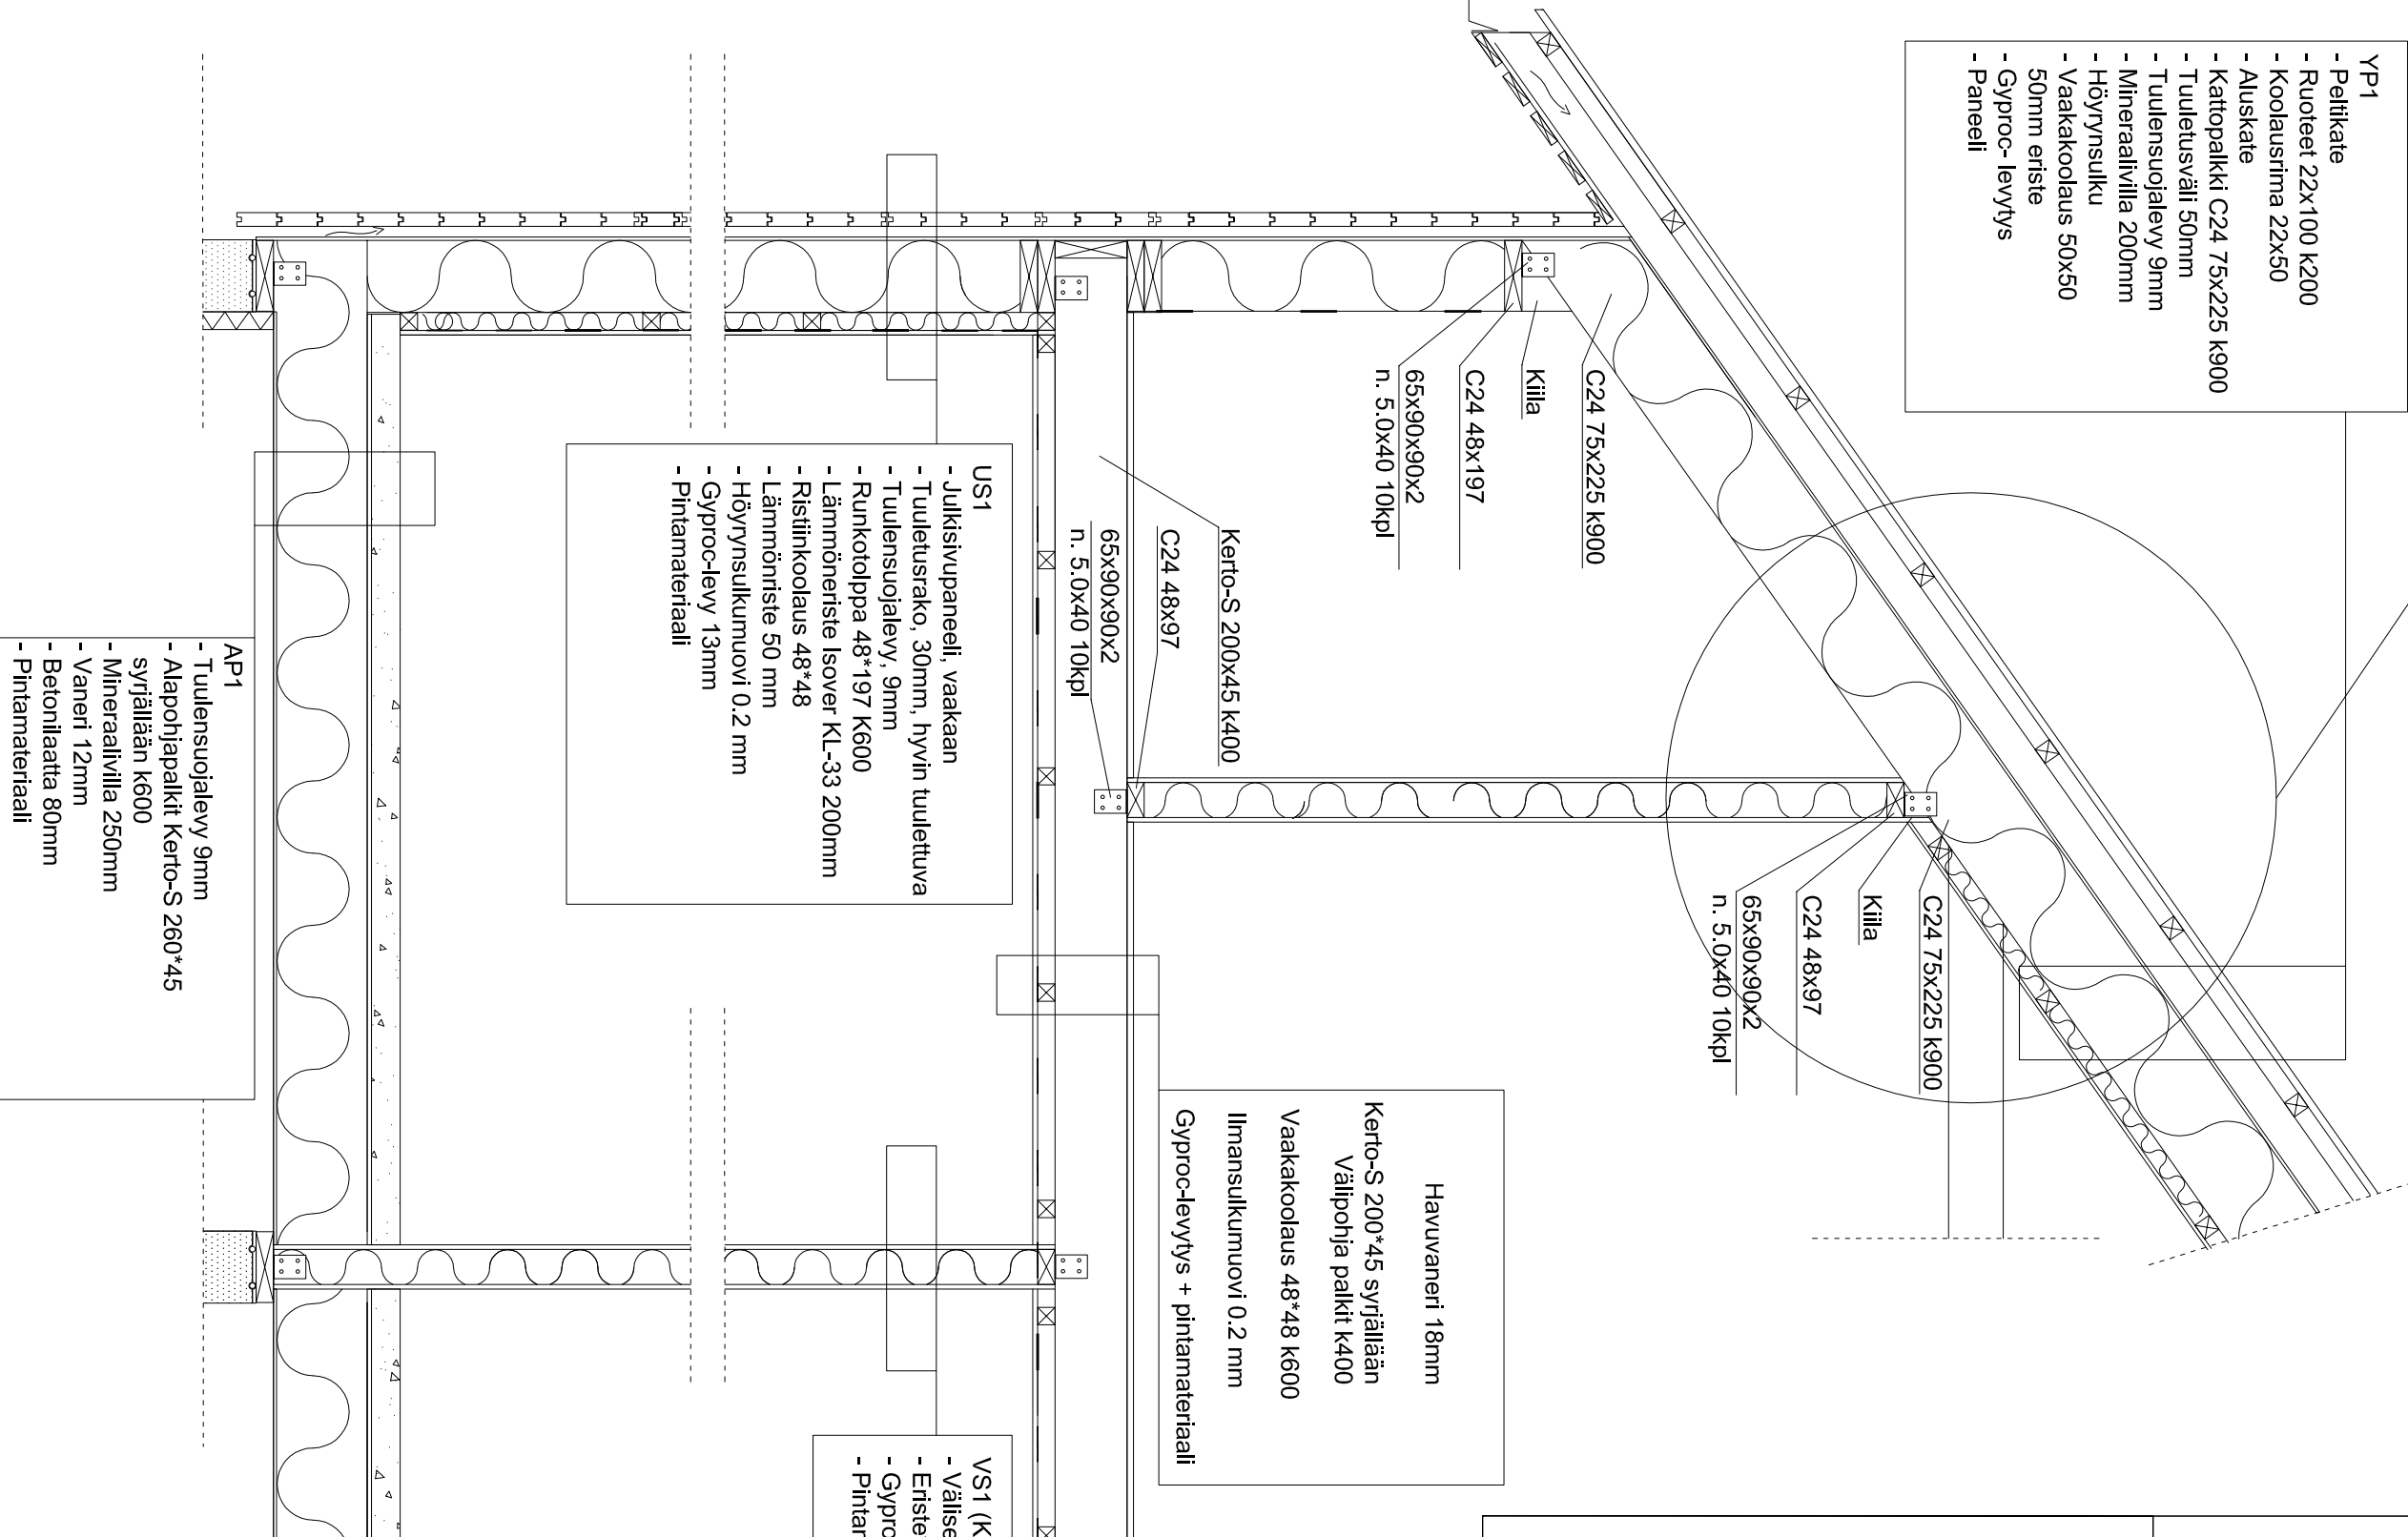 YP1
- Peltikate
- Ruoteet 22x100 k200
- Koolausrima 22x50
- Aluskate
- Kattopalkki C24 75x225 k900
- Tuuletusväli 50mm
- Tuulensuojalevy 9mm
- Mineraalivilla 200mm
- Höyrynsulku
- Vaakakoolaus 50x50
50mm eriste
- Gyproc- levytys
- Paneeli
C24 75x225 k900
Kiila
C24 48x197
65x90x90x2
n. 5.0x40 10kpl
C24 75x225 k900
Kiila
C24 48x97
65x90x90x2
n. 5.0x40 10kpl
Kerto-S 200x45 k400
C24 48x97
65x90x90x2
n. 5.0x40 10kpl
Havuvaneri 18mm
Kerto-S 200*45 syrjällään
Välipohja palkit k400
Vaakakoolaus 48*48 k600
Ilmansulkumuovi 0.2 mm
Gyproc-levytys + pintamateriaali
US1
- Julkisivupaneeli, vaakaan
- Tuuletusrako, 30mm, hyvin tuulettuva
- Tuulensuojalevy, 9mm
- Runkotolppa 48*197 K600
- Lämmöneriste Isover KL-33 200mm
- Ristiinkoolaus 48*48
- Lämmönriste 50 mm
- Höyrynsulkumuovi 0.2 mm
- Gyproc-levy 13mm
- Pintamateriaali
VS1 (K
- Välise
- Eriste
- Gypro
- Pintar
AP1
- Tuulensuojalevy 9mm
- Alapohjapalkit Kerto-S 260*45
syrjällään k600
- Mineraalivilla 250mm
- Vaneri 12mm
- Betonilaatta 80mm
- Pintamateriaali